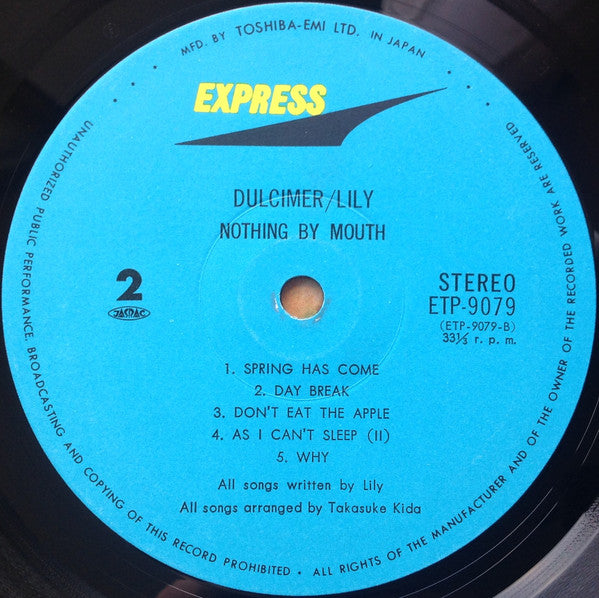 MFD. BY TOSHIBA-EMI LTD. IN JAPAN
EXPRESS
DULCIMER/LILY
NOTHING BY MOUTH
2
JASRAC
STEREO
ETP-9079
(ETP-9079-B)
33⅓ r. p. m.
1. SPRING HAS COME
2. DAY BREAK
3. DON'T EAT THE APPLE
4. AS I CAN'T SLEEP (II)
5. WHY
All songs written by Lily
All songs arranged by Takasuke Kida
UNAUTHORIZED PUBLIC PERFORMANCE, BROADCASTING AND COPYING OF THIS RECORD PROHIBITED • ALL RIGHTS OF THE MANUFACTURER AND OF THE OWNER OF THE RECORDED WORK ARE RESERVED